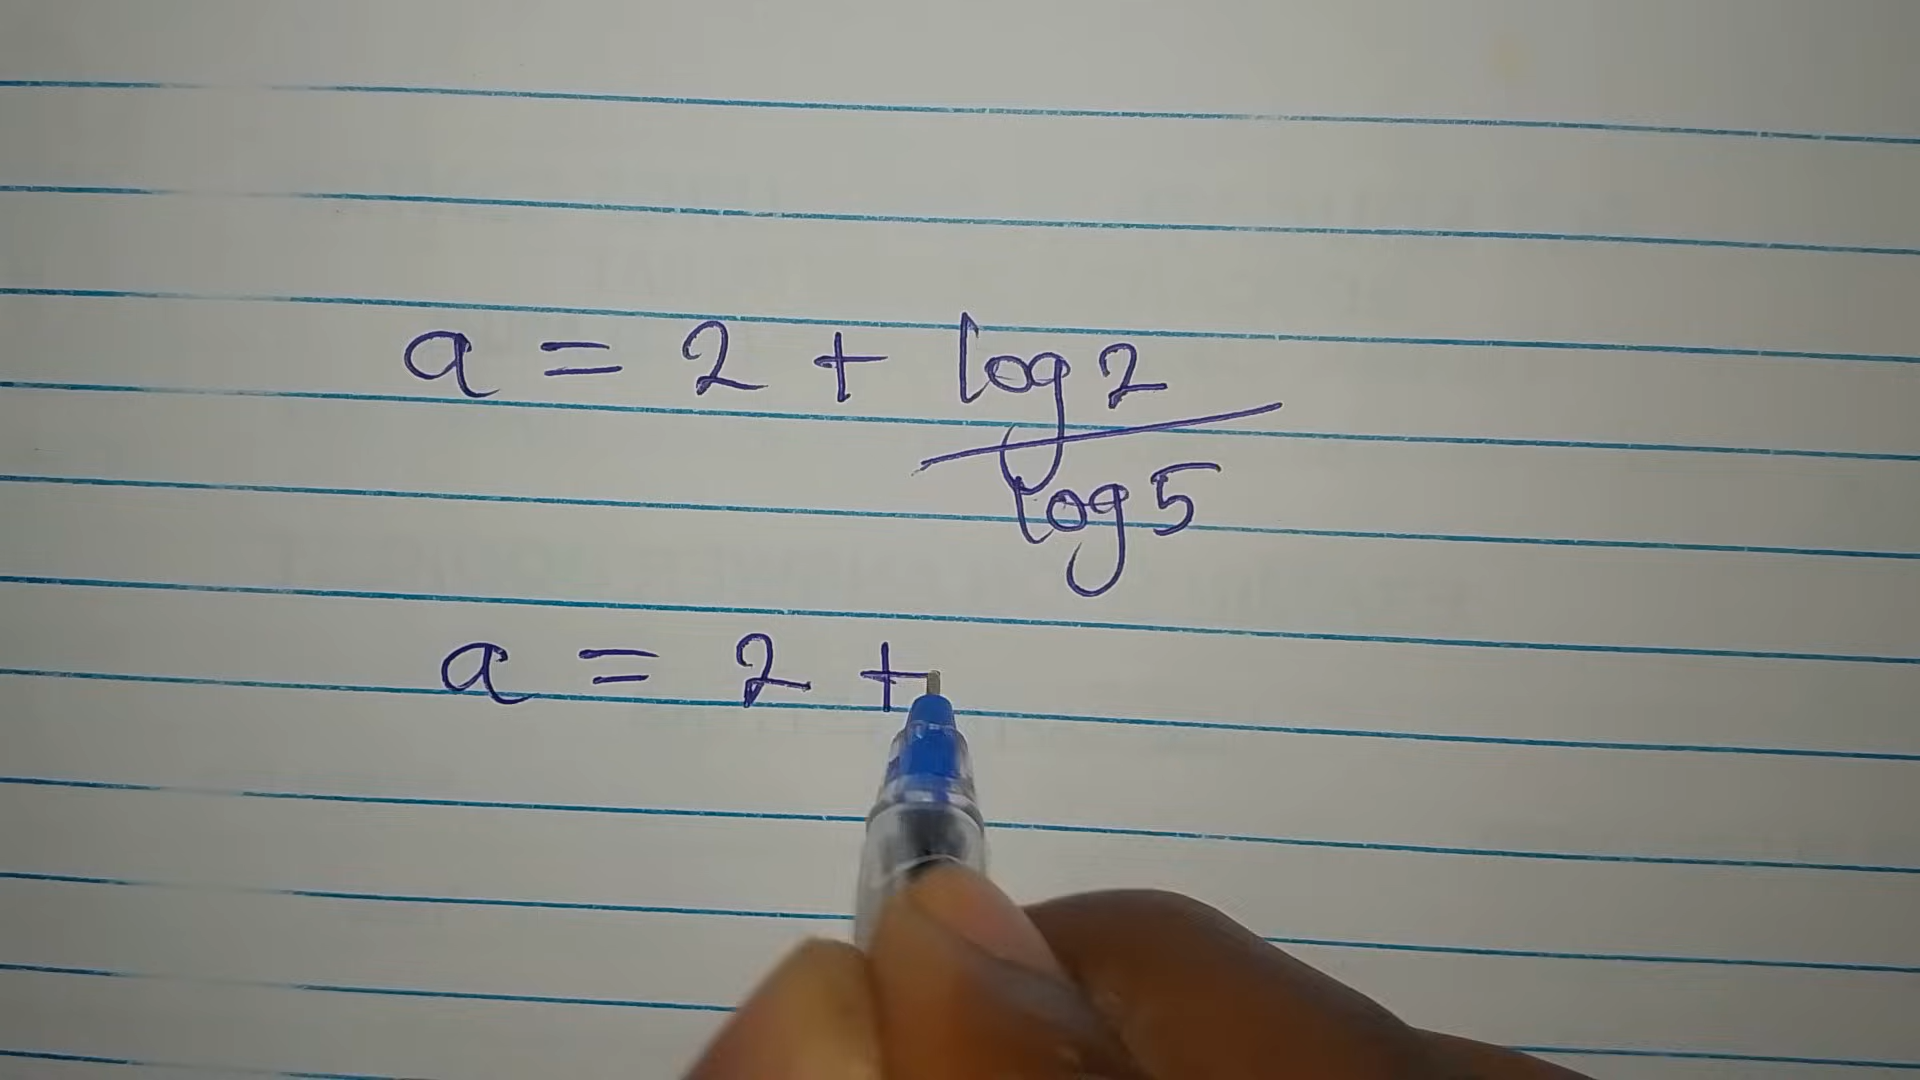 a = 2 + log 2
log 5
a = 2 +